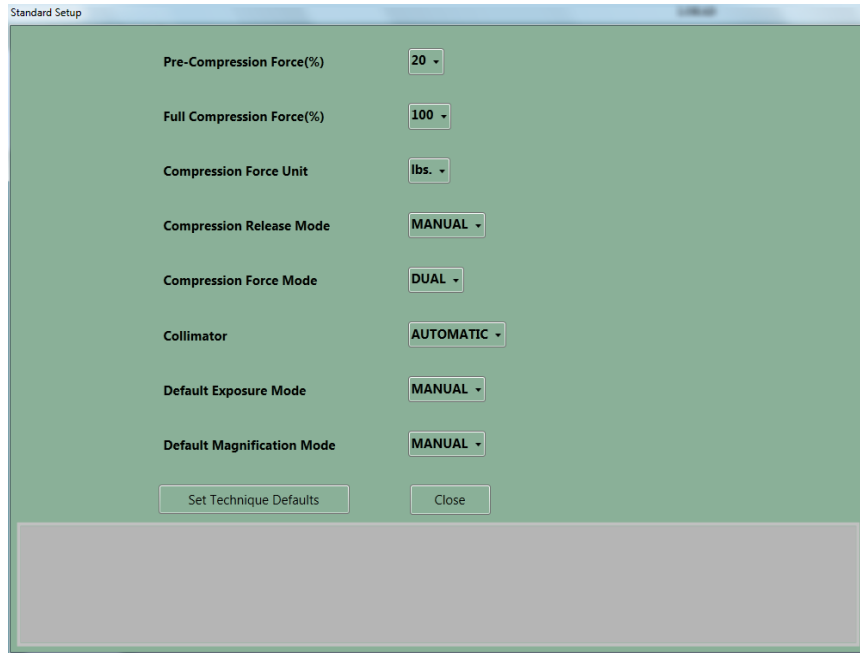 Standard Setup
Pre-Compression Force(%) 20
Full Compression Force(%) 100
Compression Force Unit lbs.
Compression Release Mode MANUAL
Compression Force Mode DUAL
Collimator AUTOMATIC
Default Exposure Mode MANUAL
Default Magnification Mode MANUAL
Set Technique Defaults Close